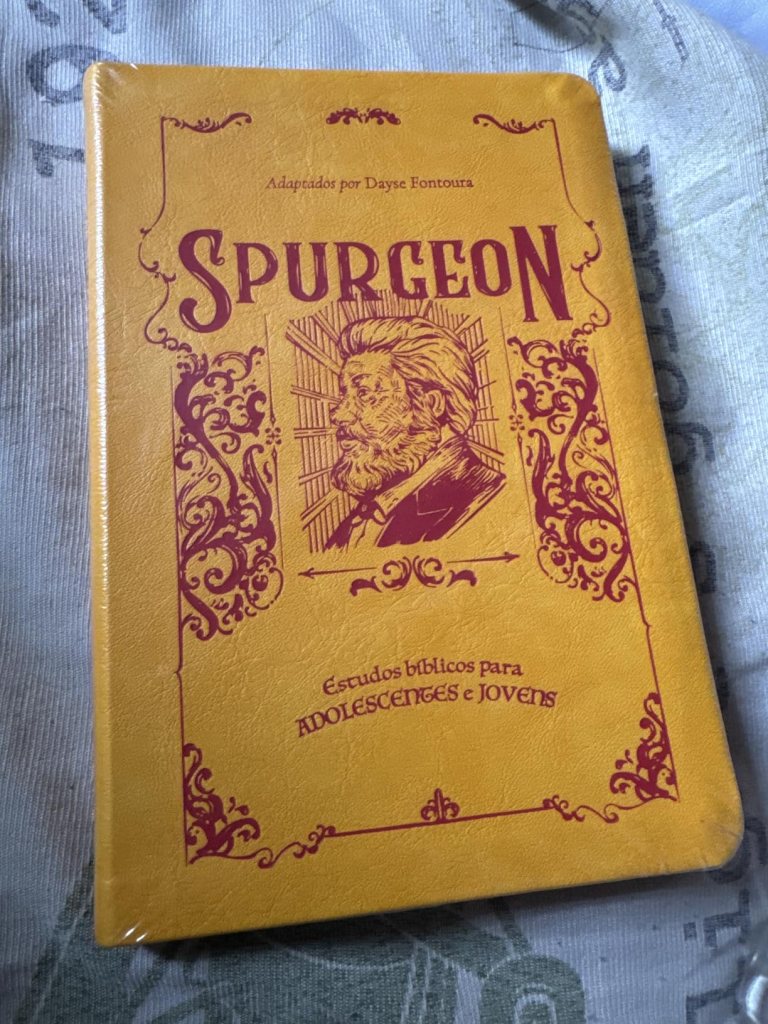 Adaptados por Dayse Fontoura
SPURGEON
Estudos bíblicos para
ADOLESCENTES e JOVENS